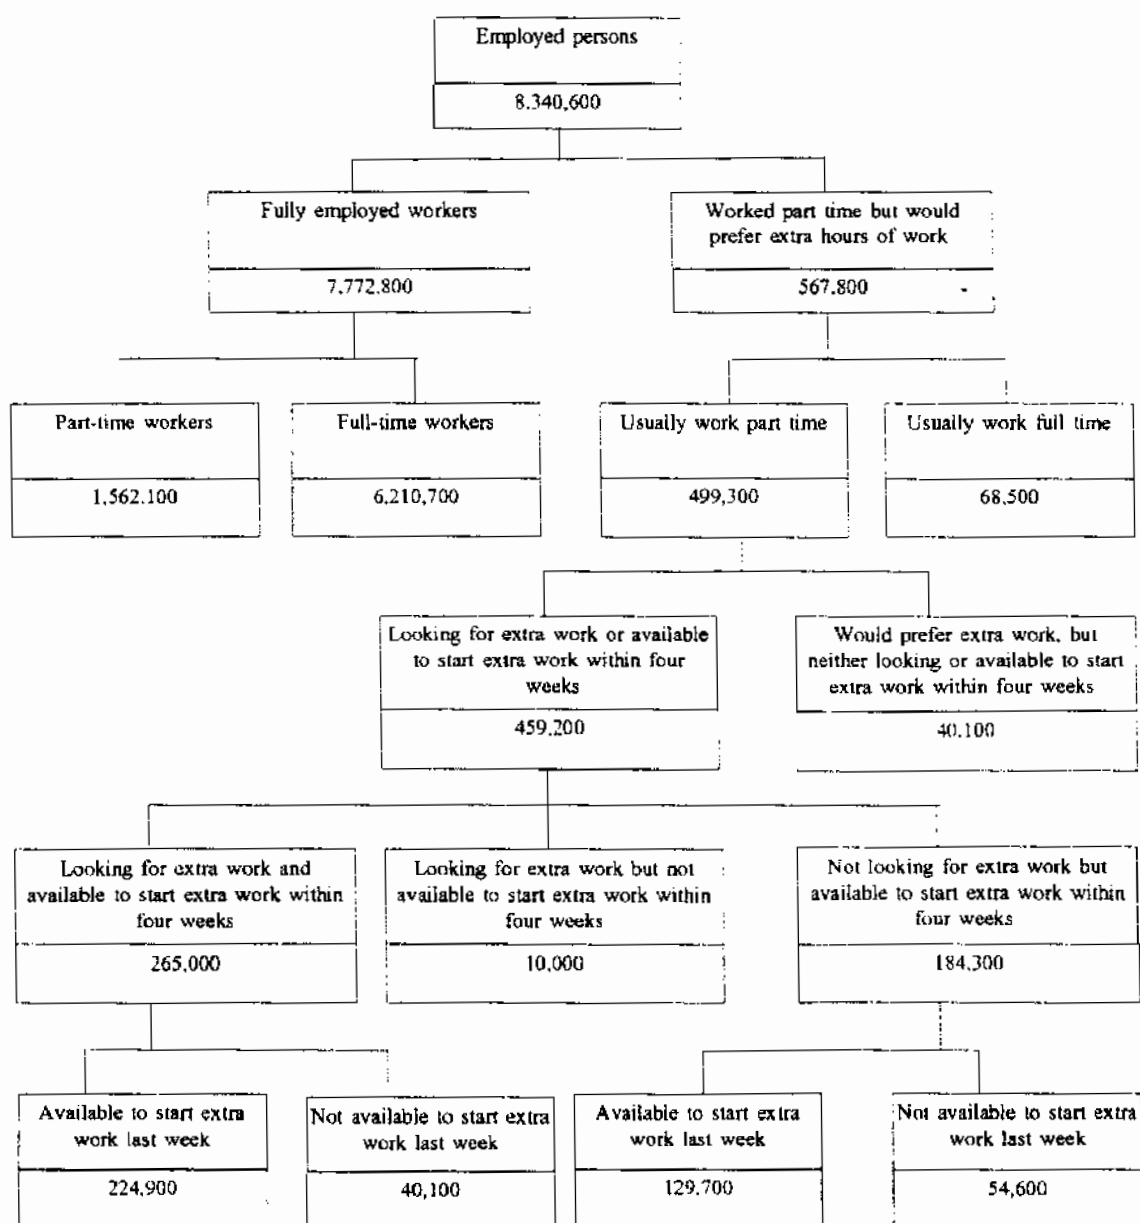 Employed persons
8,340,600
Fully employed workers
7,772,800
Worked part time but would
prefer extra hours of work
567,800
Part-time workers
1,562,100
Full-time workers
6,210,700
Usually work part time
499,300
Usually work full time
68,500
Looking for extra work or available
to start extra work within four
weeks
459,200
Would prefer extra work, but
neither looking or available to start
extra work within four weeks
40,100
Looking for extra work and
available to start extra work within
four weeks
265,000
Looking for extra work but not
available to start extra work within
four weeks
10,000
Not looking for extra work but
available to start extra work within
four weeks
184,300
Available to start extra
work last week
224,900
Not available to start extra
work last week
40,100
Available to start extra
work last week
129,700
Not available to start extra
work last week
54,600